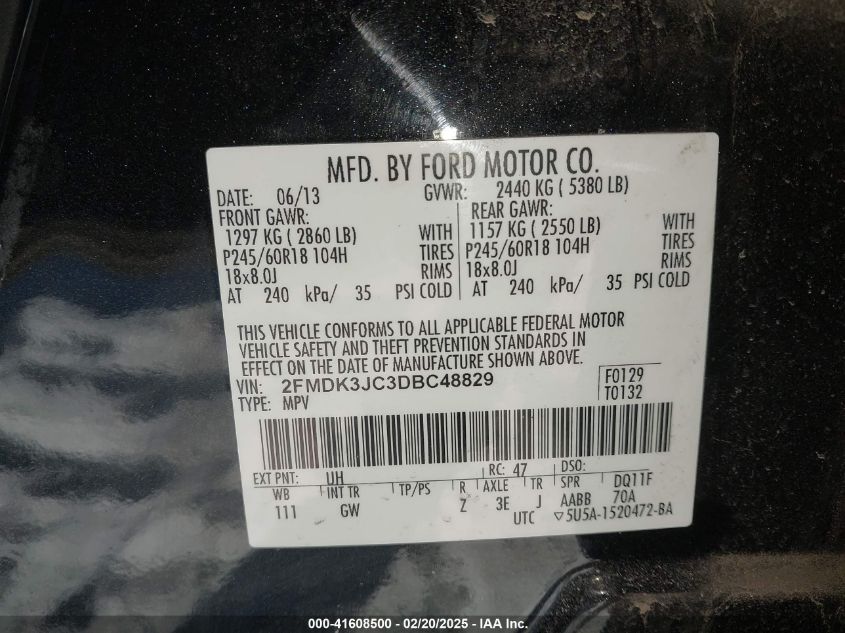 MFD. BY FORD MOTOR CO.
DATE: 06/13 GVWR: 2440 KG ( 5380 LB)
FRONT GAWR: REAR GAWR:
1297 KG ( 2860 LB) WITH 1157 KG ( 2550 LB) WITH
P245/60R18 104H TIRES P245/60R18 104H TIRES
18x8.0J RIMS 18x8.0J RIMS
AT 240 kPa/ 35 PSI COLD AT 240 kPa/ 35 PSI COLD
THIS VEHICLE CONFORMS TO ALL APPLICABLE FEDERAL MOTOR
VEHICLE SAFETY AND THEFT PREVENTION STANDARDS IN
EFFECT ON THE DATE OF MANUFACTURE SHOWN ABOVE.
VIN: 2FMDK3JC3DBC48829 F0129
TYPE: MPV T0132
EXT PNT: UH RC: 47 DSO:
WB INT TR TP/PS R AXLE TR SPR DQ11F
111 GW Z 3E J AABB 70A
UTC ▽5U5A-1520472-BA
000-41608500 - 02/20/2025 - IAA Inc.